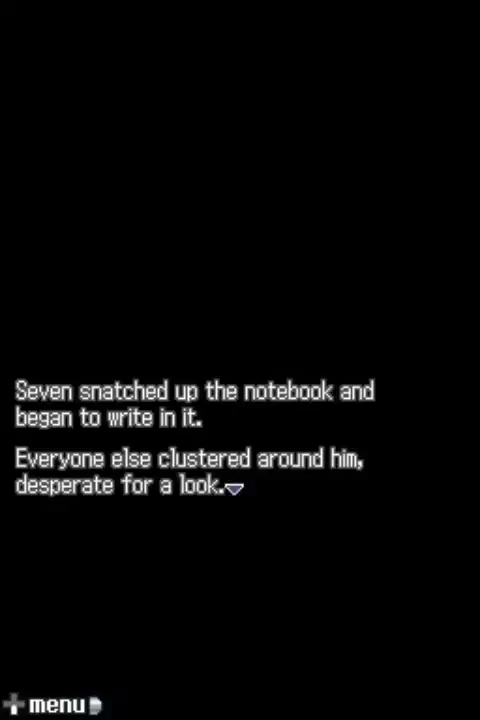 Seven snatched up the notebook and
began to write in it.
Everyone else clustered around him,
desperate for a look.
menu